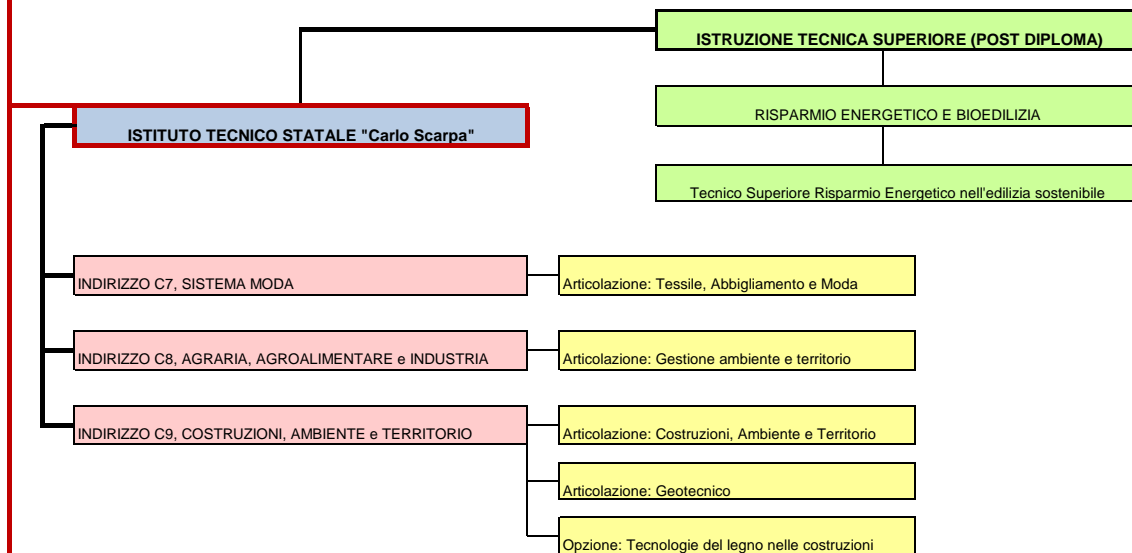 ISTRUZIONE TECNICA SUPERIORE (POST DIPLOMA)
RISPARMIO ENERGETICO E BIOEDILIZIA
ISTITUTO TECNICO STATALE "Carlo Scarpa"
Tecnico Superiore Risparmio Energetico nell'edilizia sostenibile
INDIRIZZO C7, SISTEMA MODA
Articolazione: Tessile, Abbigliamento e Moda
INDIRIZZO C8, AGRARIA, AGROALIMENTARE e INDUSTRIA
Articolazione: Gestione ambiente e territorio
INDIRIZZO C9, COSTRUZIONI, AMBIENTE e TERRITORIO
Articolazione: Costruzioni, Ambiente e Territorio
Articolazione: Geotecnico
Opzione: Tecnologie del legno nelle costruzioni